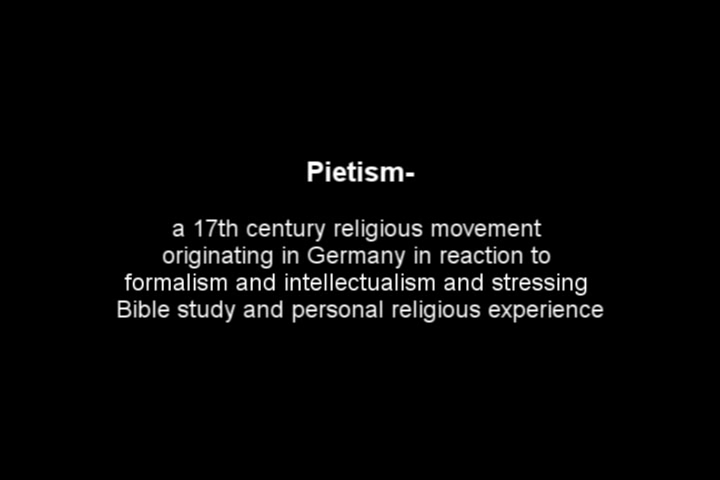 Pietism-
a 17th century religious movement
originating in Germany in reaction to
formalism and intellectualism and stressing
Bible study and personal religious experience